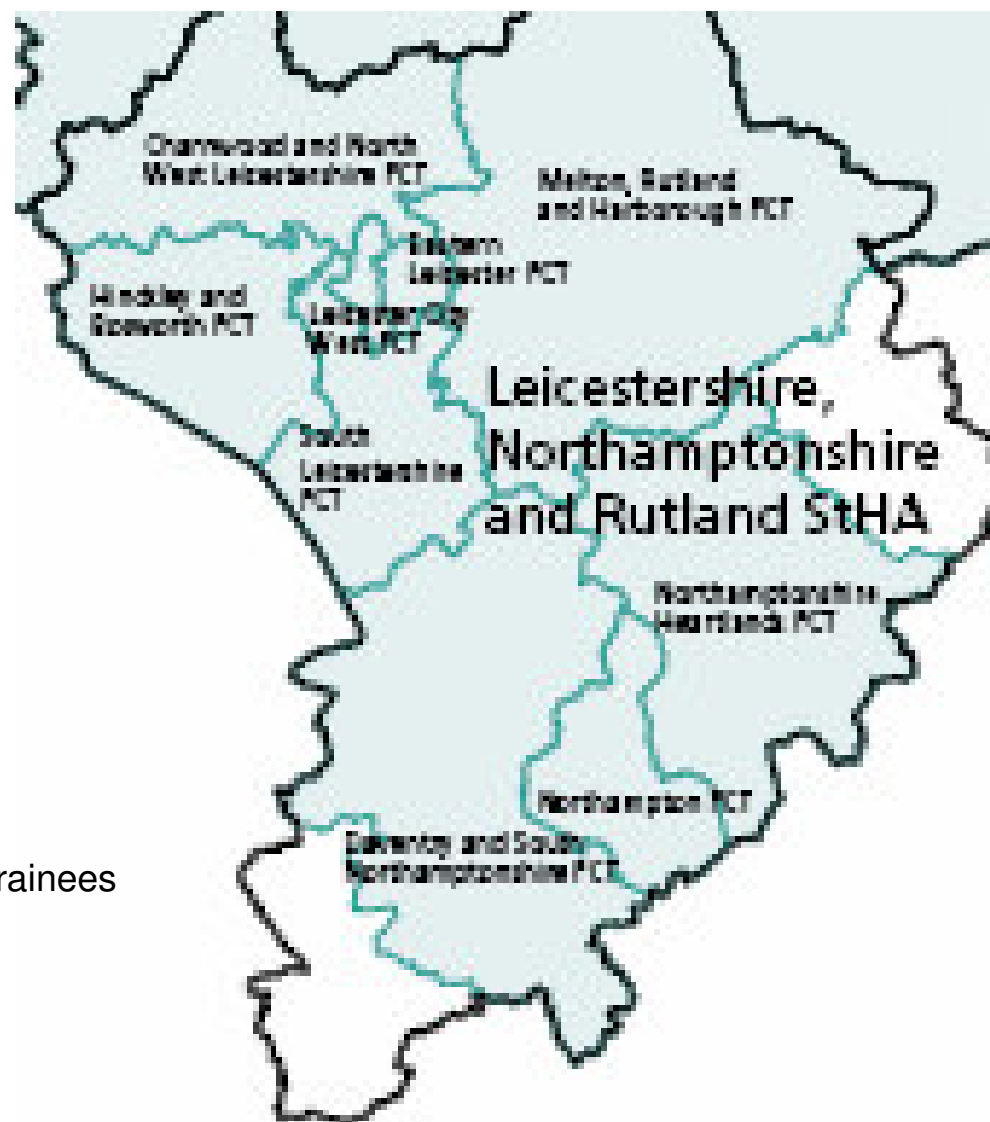 Charnwood and North
West Leicestershire PCT
Melton, Rutland
and Harborough PCT
Eastern
Leicester PCT
Hinckley and
Bosworth PCT
Leicester City
West PCT
Leicestershire,
Northamptonshire
and Rutland StHA
South
Leicestershire
PCT
Northamptonshire
Heartlands PCT
Northampton PCT
Daventry and South
Northamptonshire PCT
rainees